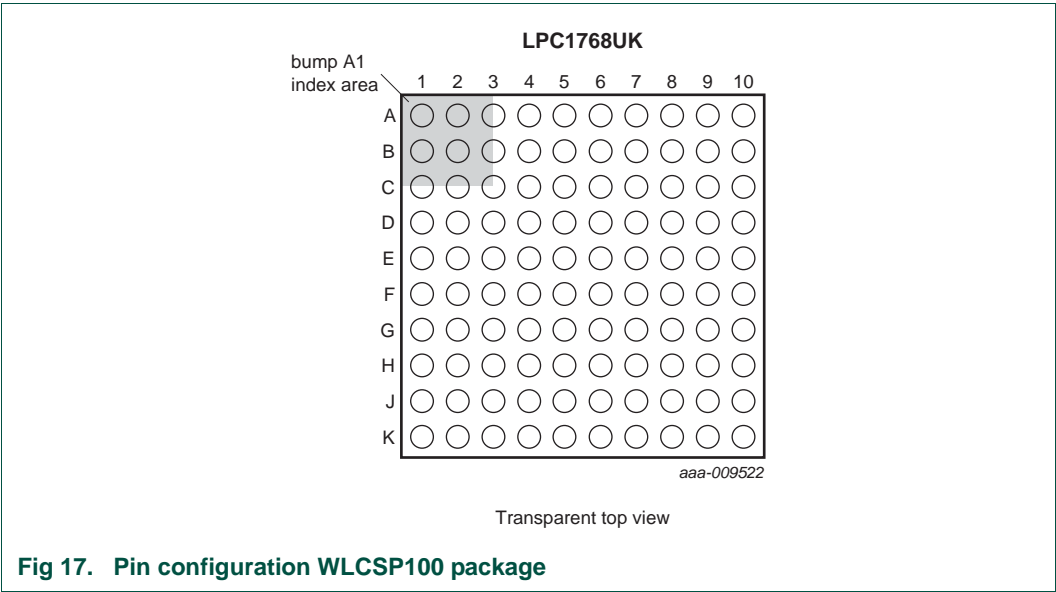 LPC1768UK
bump A1
index area
1 2 3 4 5 6 7 8 9 10
A
B
C
D
E
F
G
H
J
K
aaa-009522
Transparent top view
Fig 17. Pin configuration WLCSP100 package